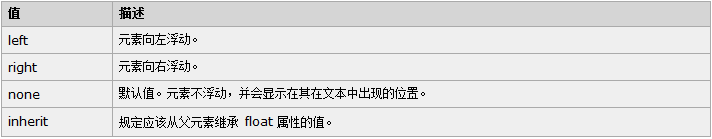 值 描述
left 元素向左浮动。
right 元素向右浮动。
none 默认值。元素不浮动，并会显示在其在文本中出现的位置。
inherit 规定应该从父元素继承 float 属性的值。